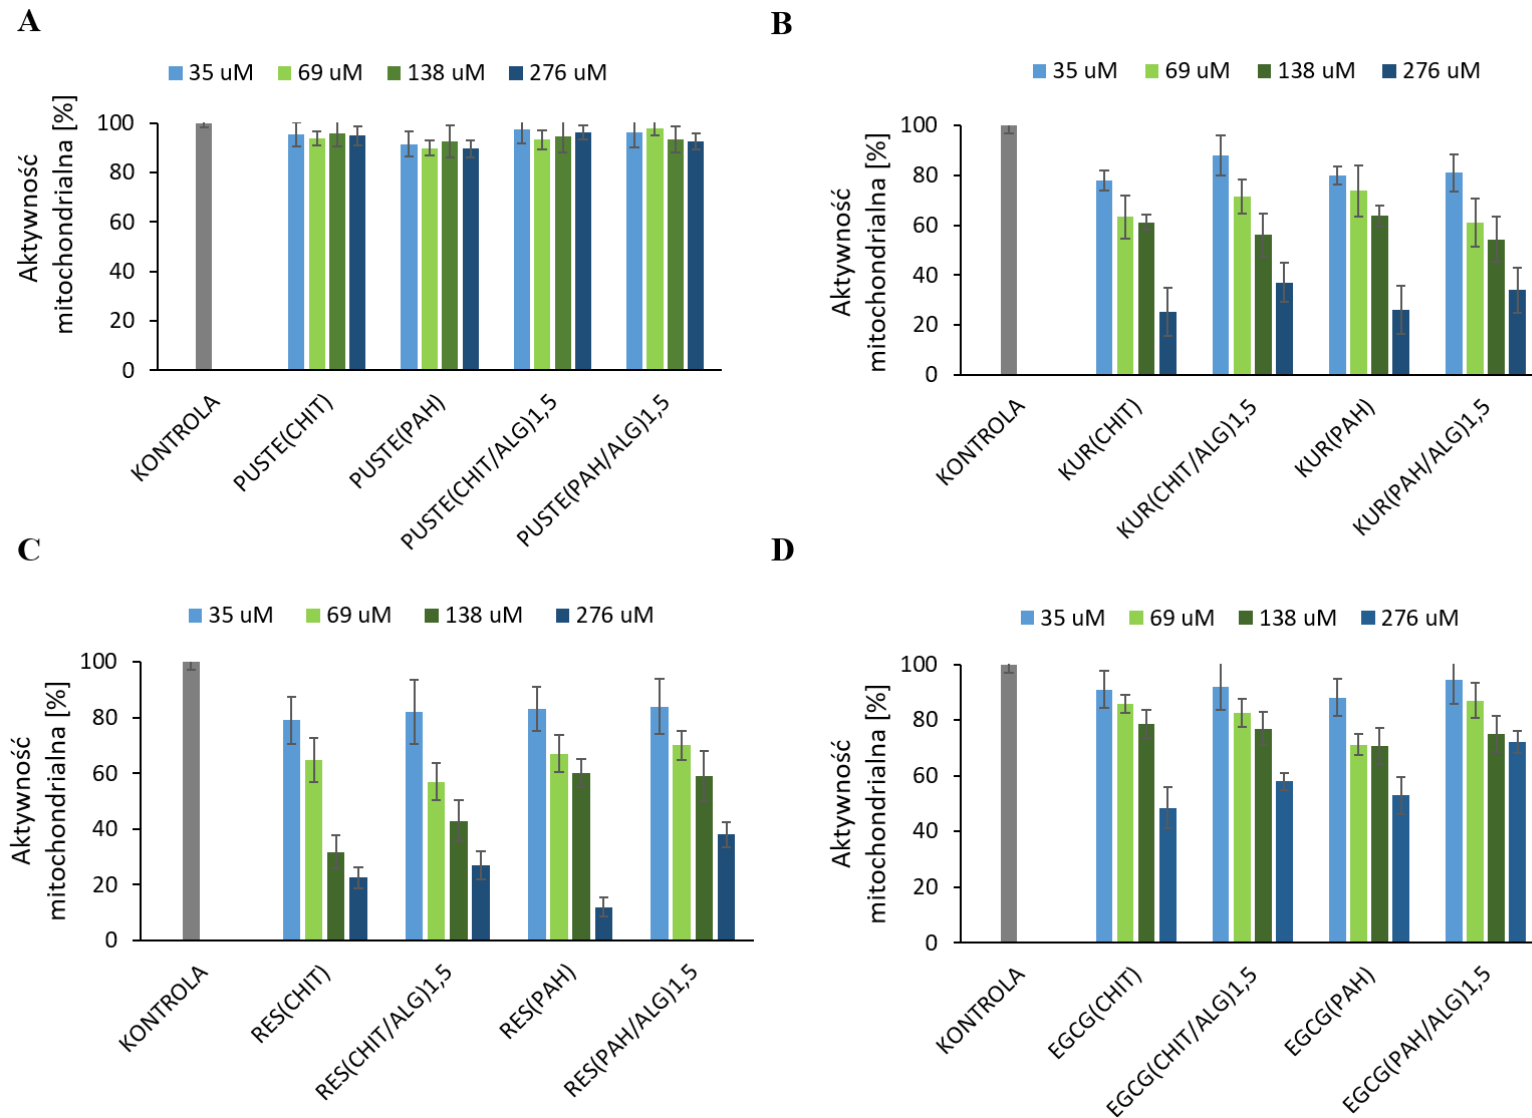 A
35 uM 69 uM 138 uM 276 uM
Aktywność
mitochondrialna [%]
100
80
60
40
20
0
KONTROLA
PUSTE(CHIT)
PUSTE(PAH)
PUSTE(CHIT/ALG)1,5
PUSTE(PAH/ALG)1,5
B
35 uM 69 uM 138 uM 276 uM
Aktywność
mitochondrialna [%]
100
80
60
40
20
0
KONTROLA
KUR(CHIT)
KUR(CHIT/ALG)1,5
KUR(PAH)
KUR(PAH/ALG)1,5
C
35 uM 69 uM 138 uM 276 uM
Aktywność
mitochondrialna [%]
100
80
60
40
20
0
KONTROLA
RES(CHIT)
RES(CHIT/ALG)1,5
RES(PAH)
RES(PAH/ALG)1,5
D
35 uM 69 uM 138 uM 276 uM
Aktywność
mitochondrialna [%]
100
80
60
40
20
0
KONTROLA
EGCG(CHIT)
EGCG(CHIT/ALG)1,5
EGCG(PAH)
EGCG(PAH/ALG)1,5